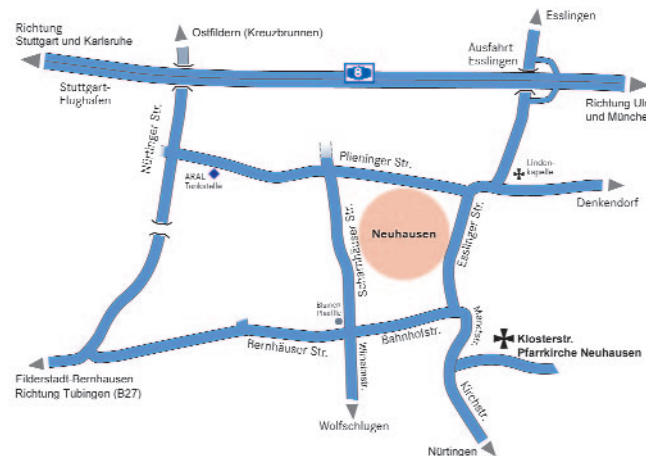 Richtung
Stuttgart und Karlsruhe
Ostfildern (Kreuzbrunnen)
Esslingen
Ausfahrt
Esslingen
8
Stuttgart-
Flughafen
Richtung Ulm
und München
Nürtinger Str.
Plieninger Str.
ARAL
Tankstelle
Linden-
kapelle
Denkendorf
Neuhausen
Scharnhäuser Str.
Esslinger Str.
Blumen
Bernhäuser Str.
Bahnhofstr.
Marktstr.
Klosterstr.
Pfarrkirche Neuhausen
Filderstadt-Bernhausen
Richtung Tübingen (B27)
Wilhelmstr.
Kirchstr.
Wolfschlugen
Nürtingen